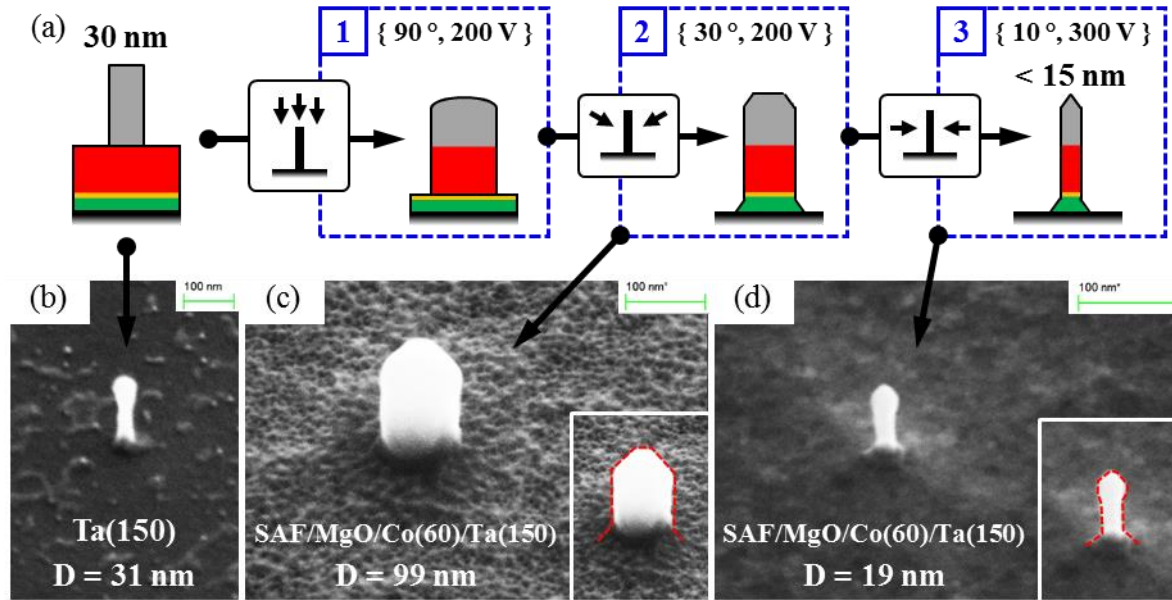 (a)
30 nm
1 { 90 °, 200 V }
2 { 30 °, 200 V }
3 { 10 °, 300 V }
< 15 nm
(b)
100 nm
Ta(150)
D = 31 nm
(c)
100 nm*
SAF/MgO/Co(60)/Ta(150)
D = 99 nm
(d)
100 nm*
SAF/MgO/Co(60)/Ta(150)
D = 19 nm